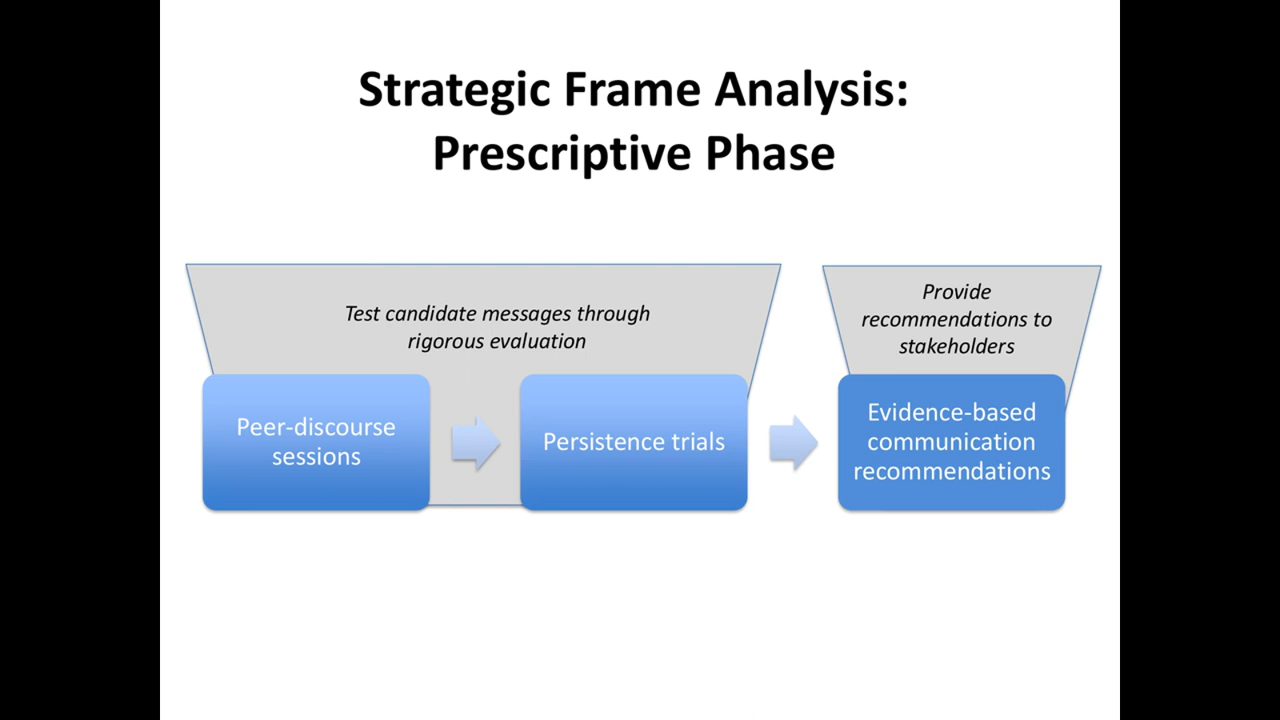 Strategic Frame Analysis:
Prescriptive Phase
Test candidate messages through
rigorous evaluation
Provide
recommendations to
stakeholders
Peer-discourse
sessions
Persistence trials
Evidence-based
communication
recommendations